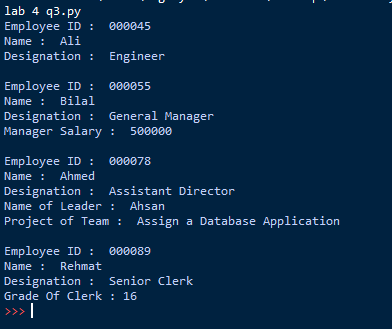 lab 4 q3.py
Employee ID :  000045
Name :  Ali
Designation :  Engineer
Employee ID :  000055
Name :  Bilal
Designation :  General Manager
Manager Salary :  500000
Employee ID :  000078
Name :  Ahmed
Designation :  Assistant Director
Name of Leader :  Ahsan
Project of Team :  Assign a Database Application
Employee ID :  000089
Name :  Rehmat
Designation :  Senior Clerk
Grade Of Clerk : 16
>>>